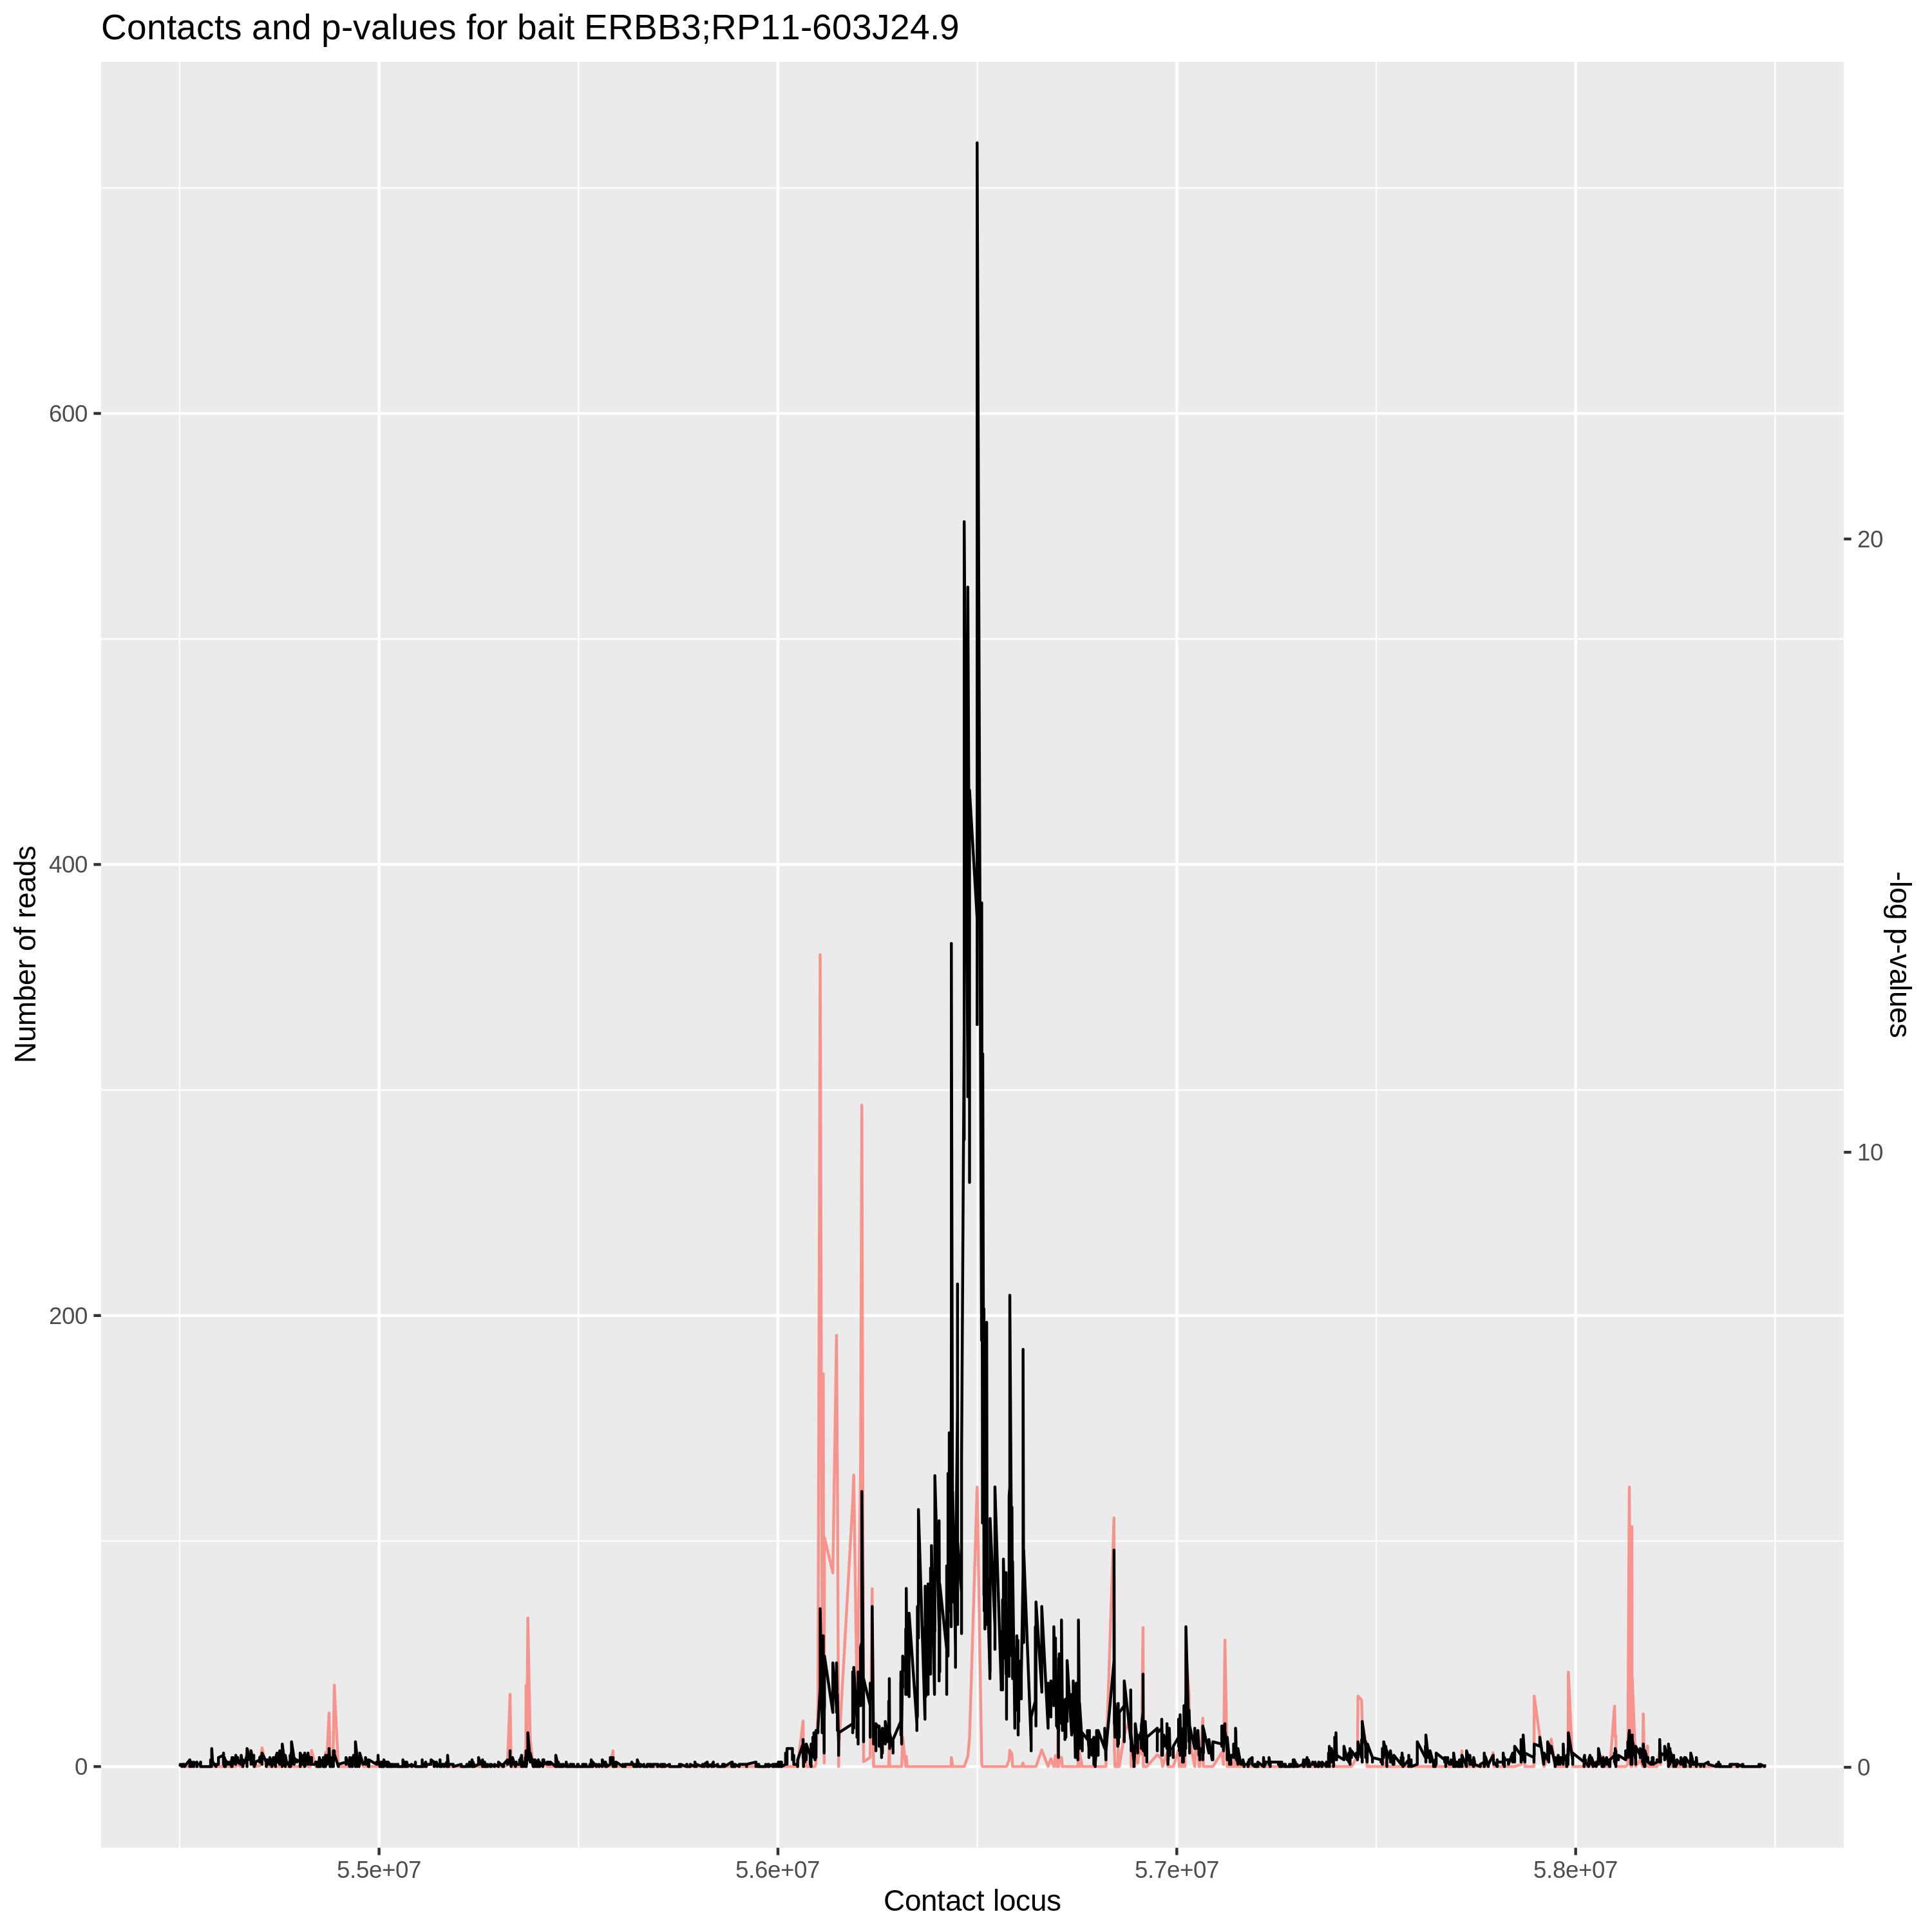 Contacts and p-values for bait ERBB3;RP11-603J24.9
600
400
200
0
Number of reads
20
10
0
-log p-values
5.5e+07
5.6e+07
5.7e+07
5.8e+07
Contact locus